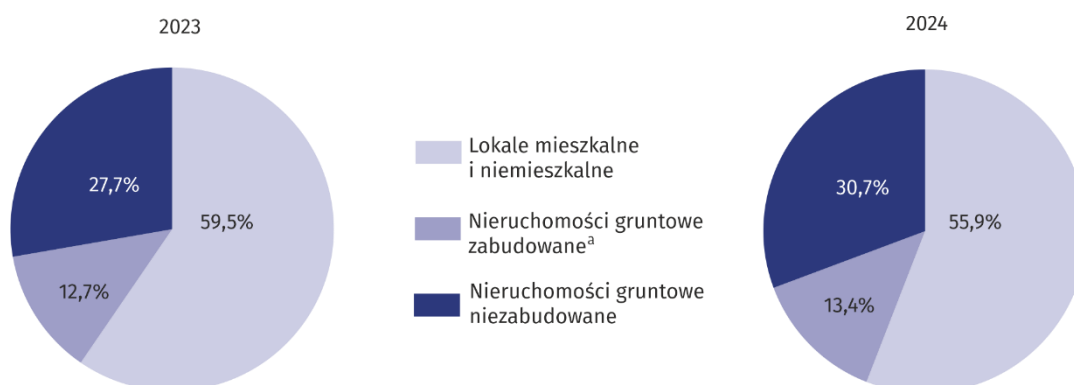 2023
2024
27,7%
59,5%
12,7%
Lokale mieszkalne
i niemieszkalne
Nieruchomości gruntowe
zabudowaneᵃ
Nieruchomości gruntowe
niezabudowane
30,7%
55,9%
13,4%